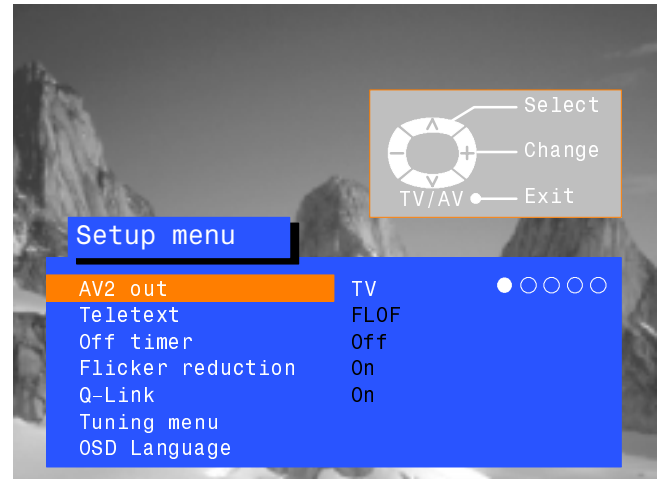 Select
Change
TV/AV Exit
Setup menu
AV2 out TV
Teletext FLOF
Off timer Off
Flicker reduction On
Q-Link On
Tuning menu
OSD Language